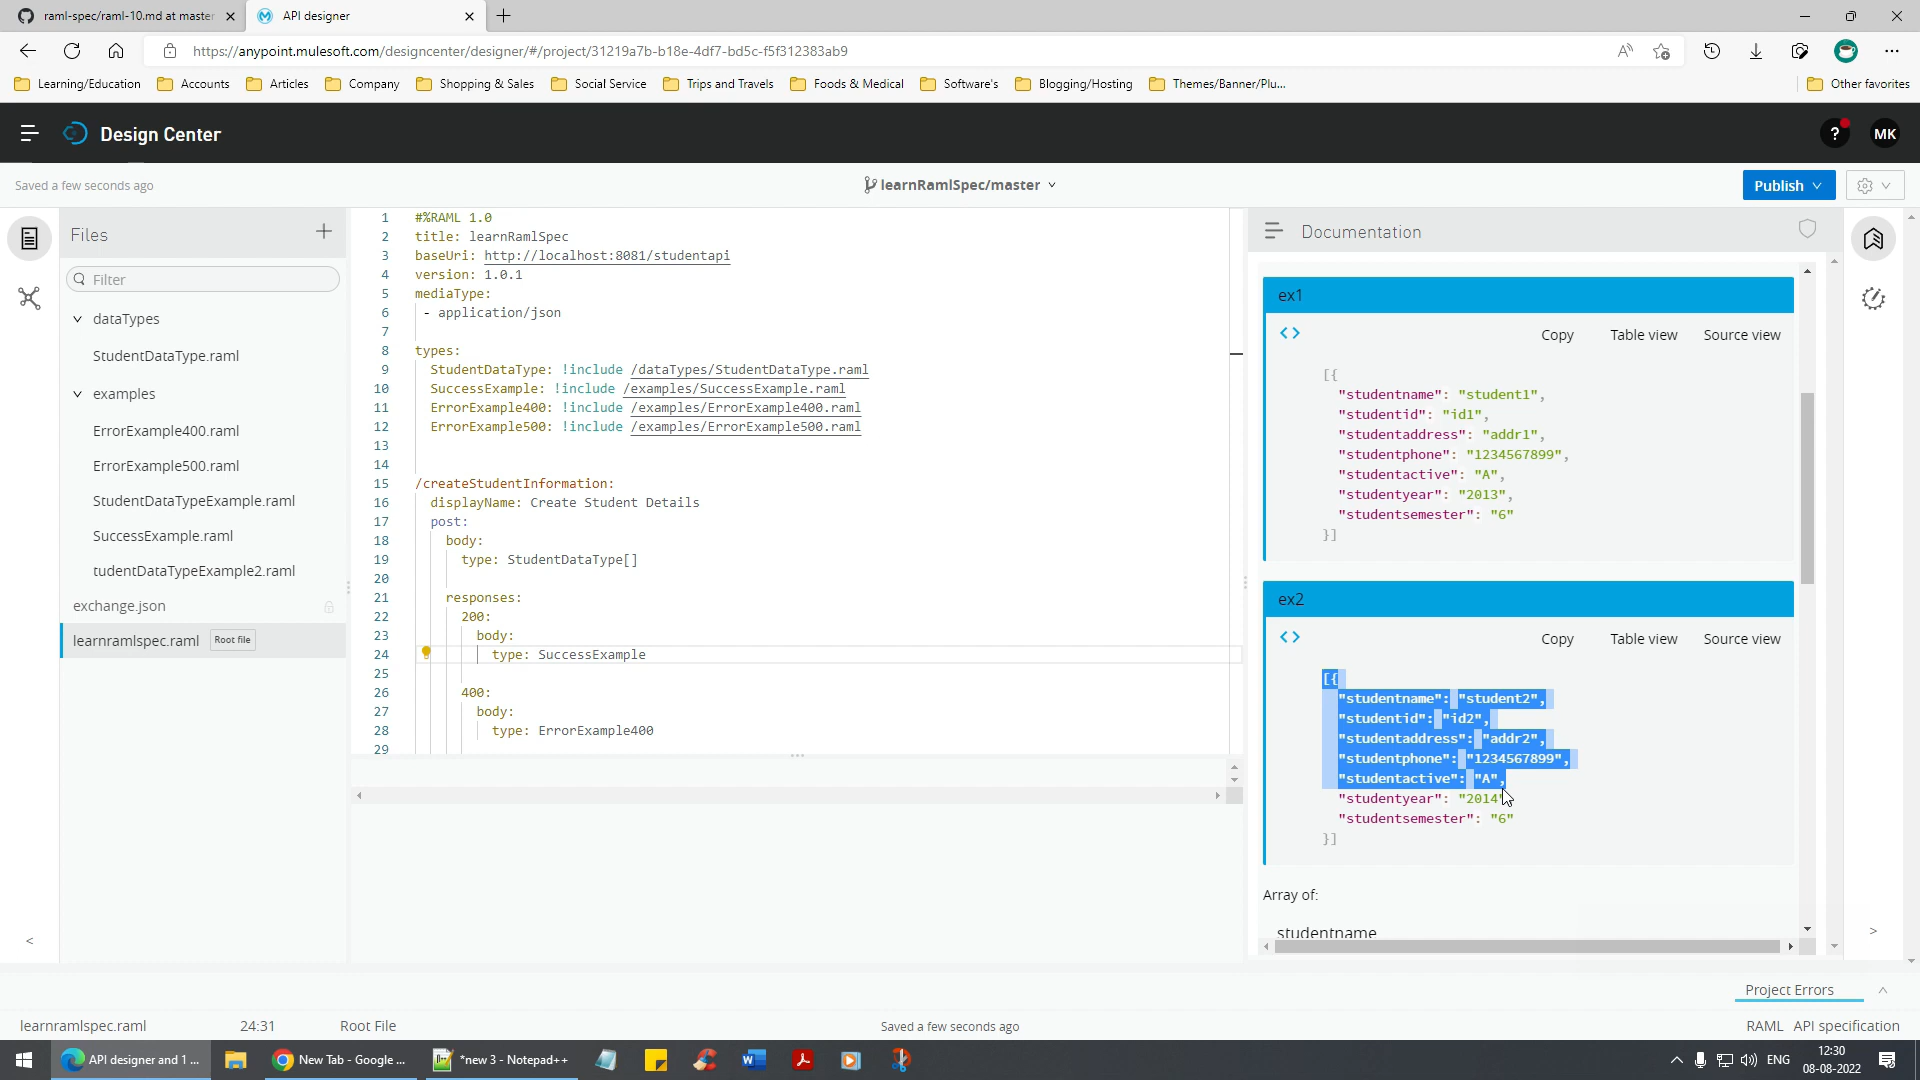 raml-spec/raml-10.md at master
API designer
https://anypoint.mulesoft.com/designcenter/designer/#/project/31219a7b-b18e-4df7-bd5c-f5f312383ab9
Learning/Education
Accounts
Articles
Company
Shopping & Sales
Social Service
Trips and Travels
Foods & Medical
Software's
Blogging/Hosting
Themes/Banner/Plu...
Other favorites
Design Center
?
MK
Saved a few seconds ago
learnRamlSpec/master
Publish
Files
Filter
dataTypes
StudentDataType.raml
examples
ErrorExample400.raml
ErrorExample500.raml
StudentDataTypeExample.raml
SuccessExample.raml
tudentDataTypeExample2.raml
exchange.json
learnramlspec.raml Root file
1 #%RAML 1.0
2 title: learnRamlSpec
3 baseUri: http://localhost:8081/studentapi
4 version: 1.0.1
5 mediaType:
6 - application/json
7
8 types:
9 StudentDataType: !include /dataTypes/StudentDataType.raml
10 SuccessExample: !include /examples/SuccessExample.raml
11 ErrorExample400: !include /examples/ErrorExample400.raml
12 ErrorExample500: !include /examples/ErrorExample500.raml
13
14
15 /createStudentInformation:
16 displayName: Create Student Details
17 post:
18 body:
19 type: StudentDataType[]
20
21 responses:
22 200:
23 body:
24 type: SuccessExample
25
26 400:
27 body:
28 type: ErrorExample400
29
Documentation
ex1
Copy Table view Source view
[{
"studentname": "student1",
"studentid": "id1",
"studentaddress": "addr1",
"studentphone": "1234567899",
"studentactive": "A",
"studentyear": "2013",
"studentsemester": "6"
}]
ex2
Copy Table view Source view
[{
"studentname": "student2",
"studentid": "id2",
"studentaddress": "addr2",
"studentphone": "1234567899",
"studentactive": "A",
"studentyear": "2014"
"studentsemester": "6"
}]
Array of:
studentname
Project Errors
learnramlspec.raml 24:31 Root File
Saved a few seconds ago
RAML API specification
API designer and 1 ...
New Tab - Google ...
*new 3 - Notepad++
ENG
12:30
08-08-2022